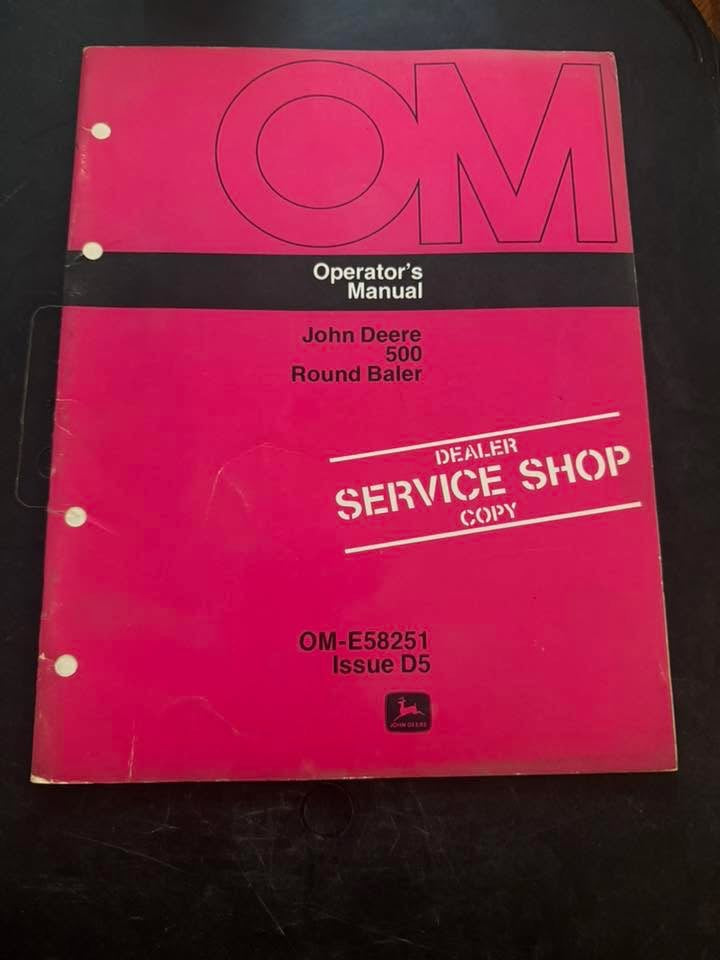 OM
Operator's
Manual
John Deere
500
Round Baler
DEALER
SERVICE SHOP
COPY
OM-E58251
Issue D5
JOHN DEERE